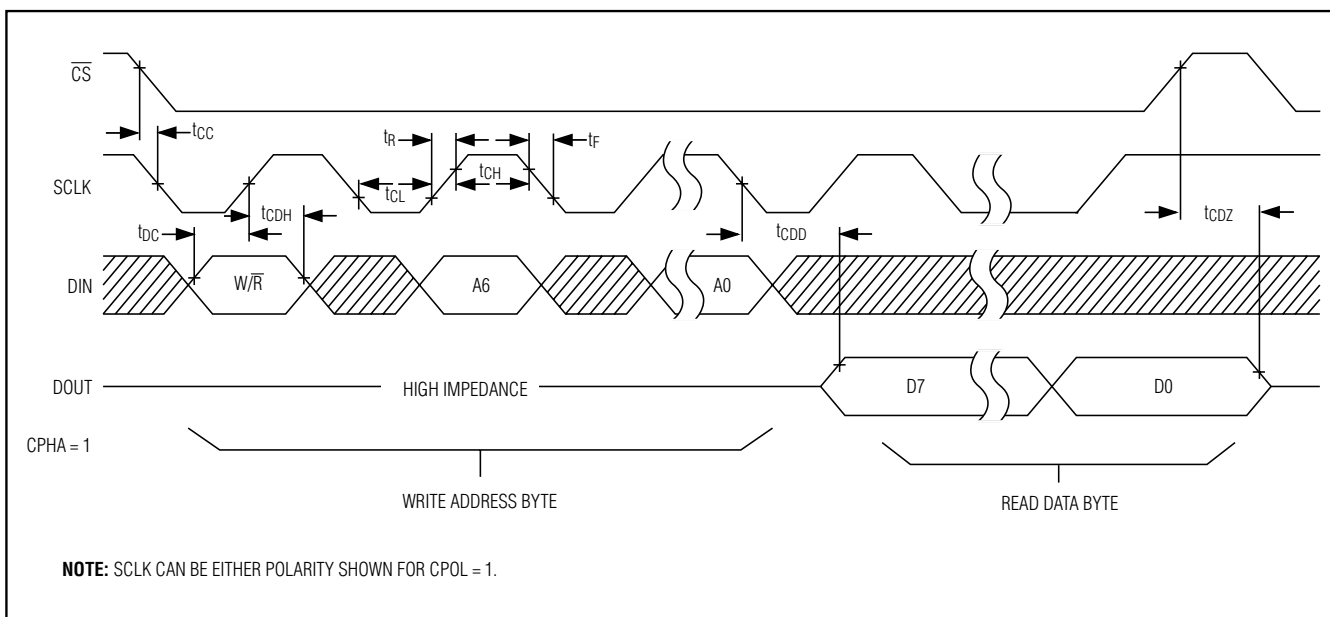 CS
tCC
tR
tF
SCLK
tCL
tCH
tDC
tCDH
tCDD
tCDZ
DIN
W/R
A6
A0
DOUT
HIGH IMPEDANCE
D7
D0
CPHA = 1
WRITE ADDRESS BYTE
READ DATA BYTE
NOTE: SCLK CAN BE EITHER POLARITY SHOWN FOR CPOL = 1.